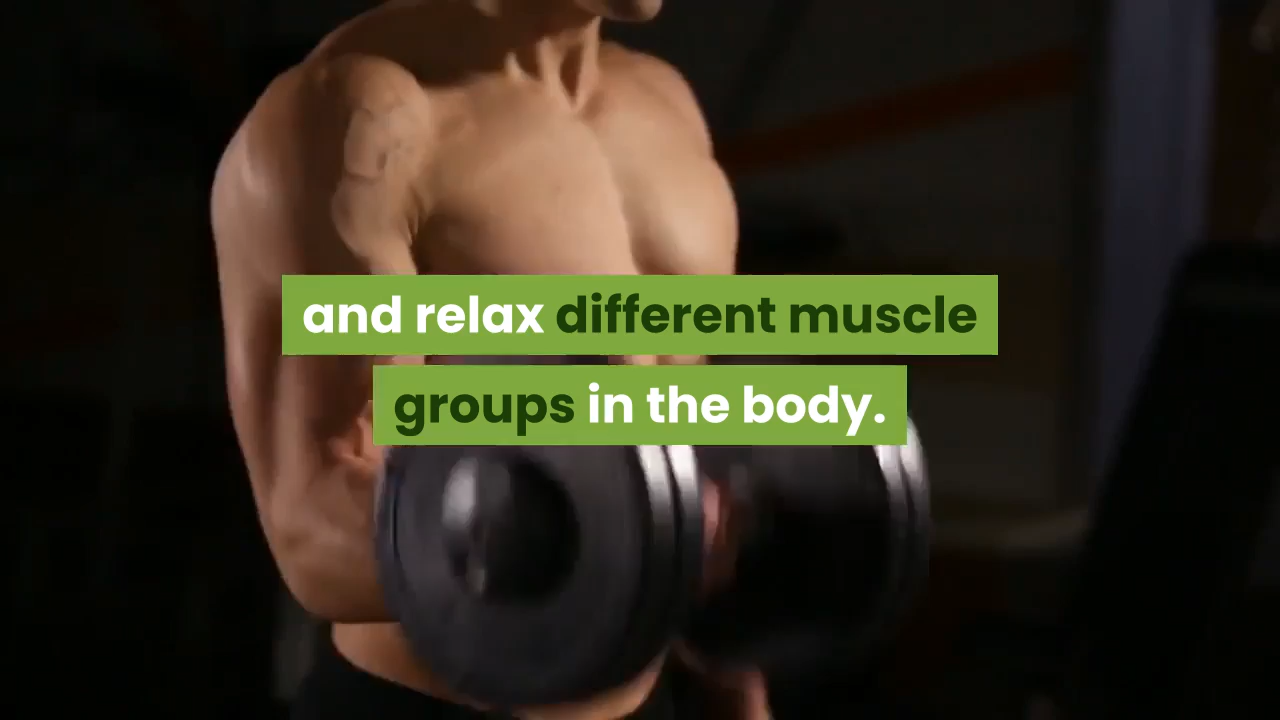 and relax different muscle
groups in the body.